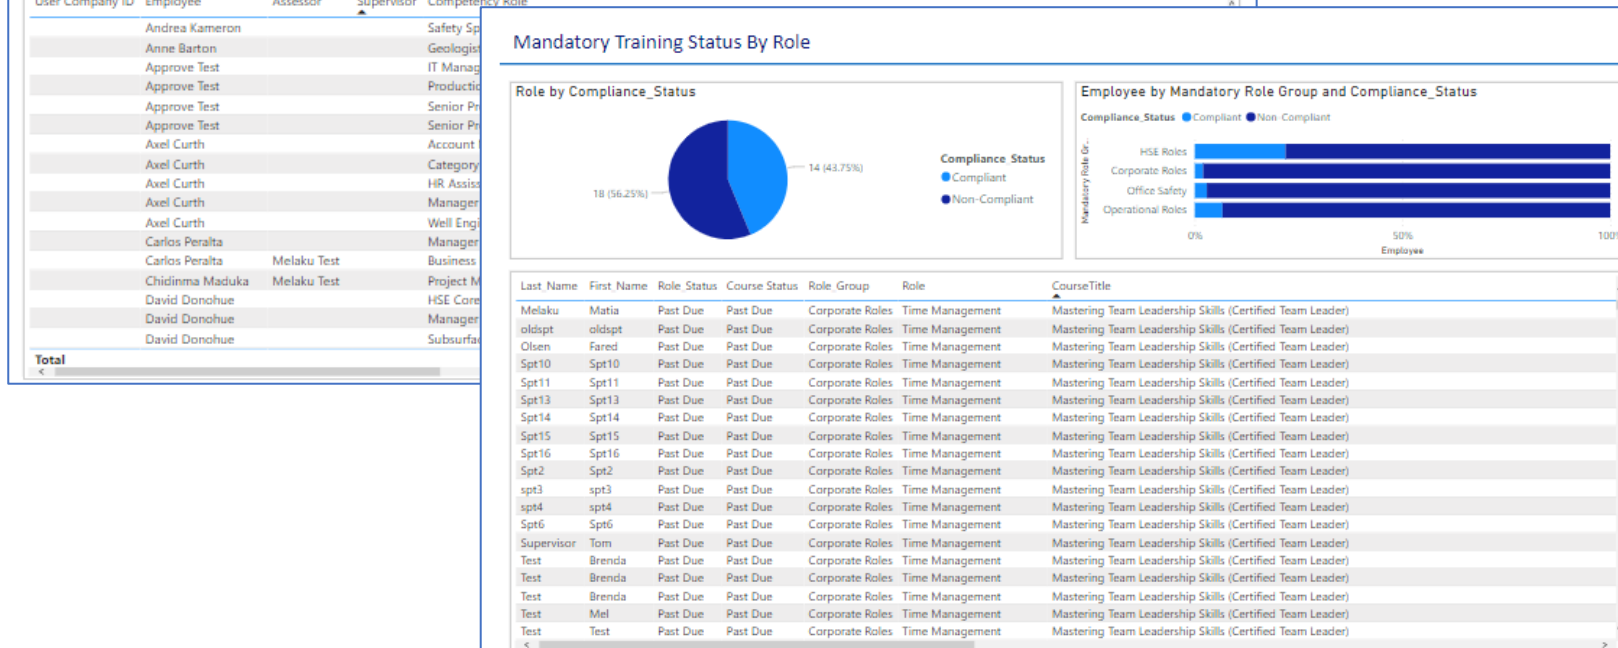 User Company ID Employee Assessor Supervisor Competency Role
Andrea Kameron Safety Sp
Anne Barton Geologist
Approve Test IT Manag
Approve Test Productio
Approve Test Senior Pr
Approve Test Senior Pr
Axel Curth Account
Axel Curth Category
Axel Curth HR Assis
Axel Curth Manager
Axel Curth Well Engi
Carlos Peralta Manager
Carlos Peralta Melaku Test Business
Chidinma Maduka Melaku Test Project M
David Donohue HSE Core
David Donohue Manager
David Donohue Subsurfa
Total
Mandatory Training Status By Role
Role by Compliance_Status
14 (43.75%)
18 (56.25%)
Compliance Status
Compliant
Non-Compliant
Employee by Mandatory Role Group and Compliance_Status
Compliance_Status Compliant Non-Compliant
Mandatory Role Gr...
HSE Roles
Corporate Roles
Office Safety
Operational Roles
0% 50% 100%
Employee
Last_Name First_Name Role_Status Course Status Role_Group Role CourseTitle
Melaku Matia Past Due Past Due Corporate Roles Time Management Mastering Team Leadership Skills (Certified Team Leader)
oldspt oldspt Past Due Past Due Corporate Roles Time Management Mastering Team Leadership Skills (Certified Team Leader)
Olsen Fared Past Due Past Due Corporate Roles Time Management Mastering Team Leadership Skills (Certified Team Leader)
Spt10 Spt10 Past Due Past Due Corporate Roles Time Management Mastering Team Leadership Skills (Certified Team Leader)
Spt11 Spt11 Past Due Past Due Corporate Roles Time Management Mastering Team Leadership Skills (Certified Team Leader)
Spt13 Spt13 Past Due Past Due Corporate Roles Time Management Mastering Team Leadership Skills (Certified Team Leader)
Spt14 Spt14 Past Due Past Due Corporate Roles Time Management Mastering Team Leadership Skills (Certified Team Leader)
Spt15 Spt15 Past Due Past Due Corporate Roles Time Management Mastering Team Leadership Skills (Certified Team Leader)
Spt16 Spt16 Past Due Past Due Corporate Roles Time Management Mastering Team Leadership Skills (Certified Team Leader)
Spt2 Spt2 Past Due Past Due Corporate Roles Time Management Mastering Team Leadership Skills (Certified Team Leader)
spt3 spt3 Past Due Past Due Corporate Roles Time Management Mastering Team Leadership Skills (Certified Team Leader)
spt4 spt4 Past Due Past Due Corporate Roles Time Management Mastering Team Leadership Skills (Certified Team Leader)
Spt6 Spt6 Past Due Past Due Corporate Roles Time Management Mastering Team Leadership Skills (Certified Team Leader)
Supervisor Tom Past Due Past Due Corporate Roles Time Management Mastering Team Leadership Skills (Certified Team Leader)
Test Brenda Past Due Past Due Corporate Roles Time Management Mastering Team Leadership Skills (Certified Team Leader)
Test Brenda Past Due Past Due Corporate Roles Time Management Mastering Team Leadership Skills (Certified Team Leader)
Test Brenda Past Due Past Due Corporate Roles Time Management Mastering Team Leadership Skills (Certified Team Leader)
Test Mel Past Due Past Due Corporate Roles Time Management Mastering Team Leadership Skills (Certified Team Leader)
Test Test Past Due Past Due Corporate Roles Time Management Mastering Team Leadership Skills (Certified Team Leader)